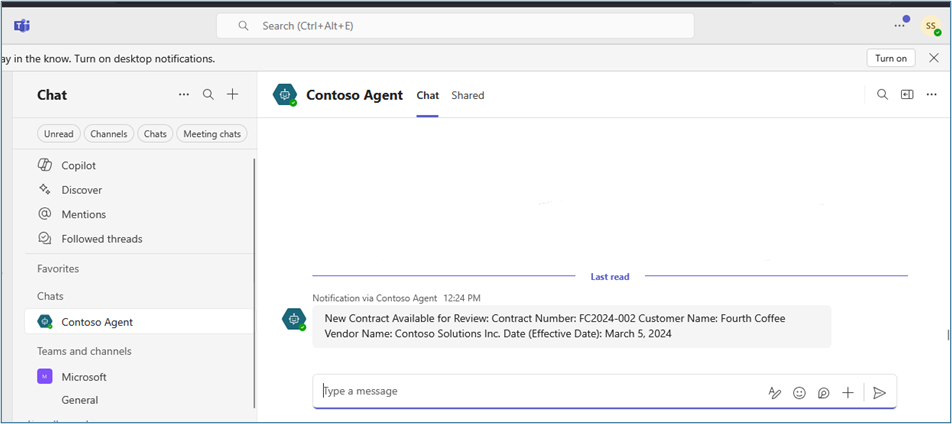 Search (Ctrl+Alt+E)
SS
ay in the know. Turn on desktop notifications.
Turn on
Chat
Contoso Agent
Chat
Shared
Unread
Channels
Chats
Meeting chats
Copilot
Discover
Mentions
Followed threads
Favorites
Chats
Contoso Agent
Teams and channels
Microsoft
General
Last read
Notification via Contoso Agent 12:24 PM
New Contract Available for Review: Contract Number: FC2024-002 Customer Name: Fourth Coffee
Vendor Name: Contoso Solutions Inc. Date (Effective Date): March 5, 2024
Type a message